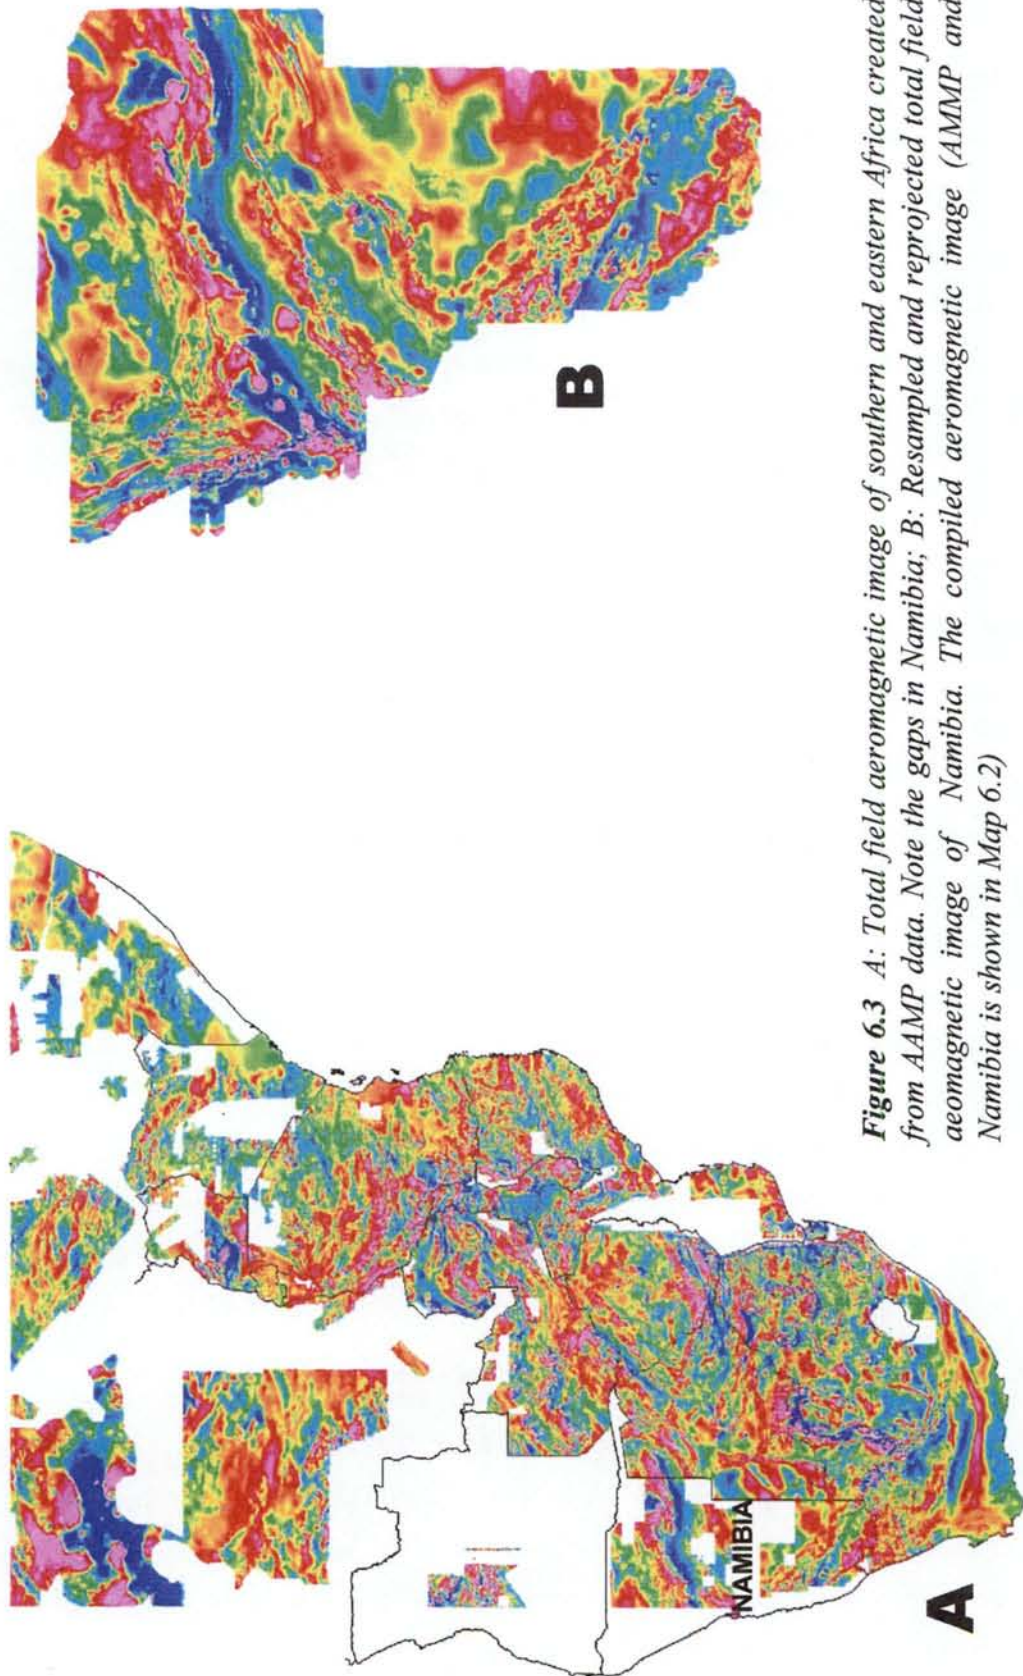 B
NAMIBIA
A
Figure 6.3 A: Total field aeromagnetic image of southern and eastern Africa created
from AAMP data. Note the gaps in Namibia; B: Resampled and reprojected total field
aeomagnetic image of Namibia. The compiled aeromagnetic image (AMMP and
Namibia is shown in Map 6.2)